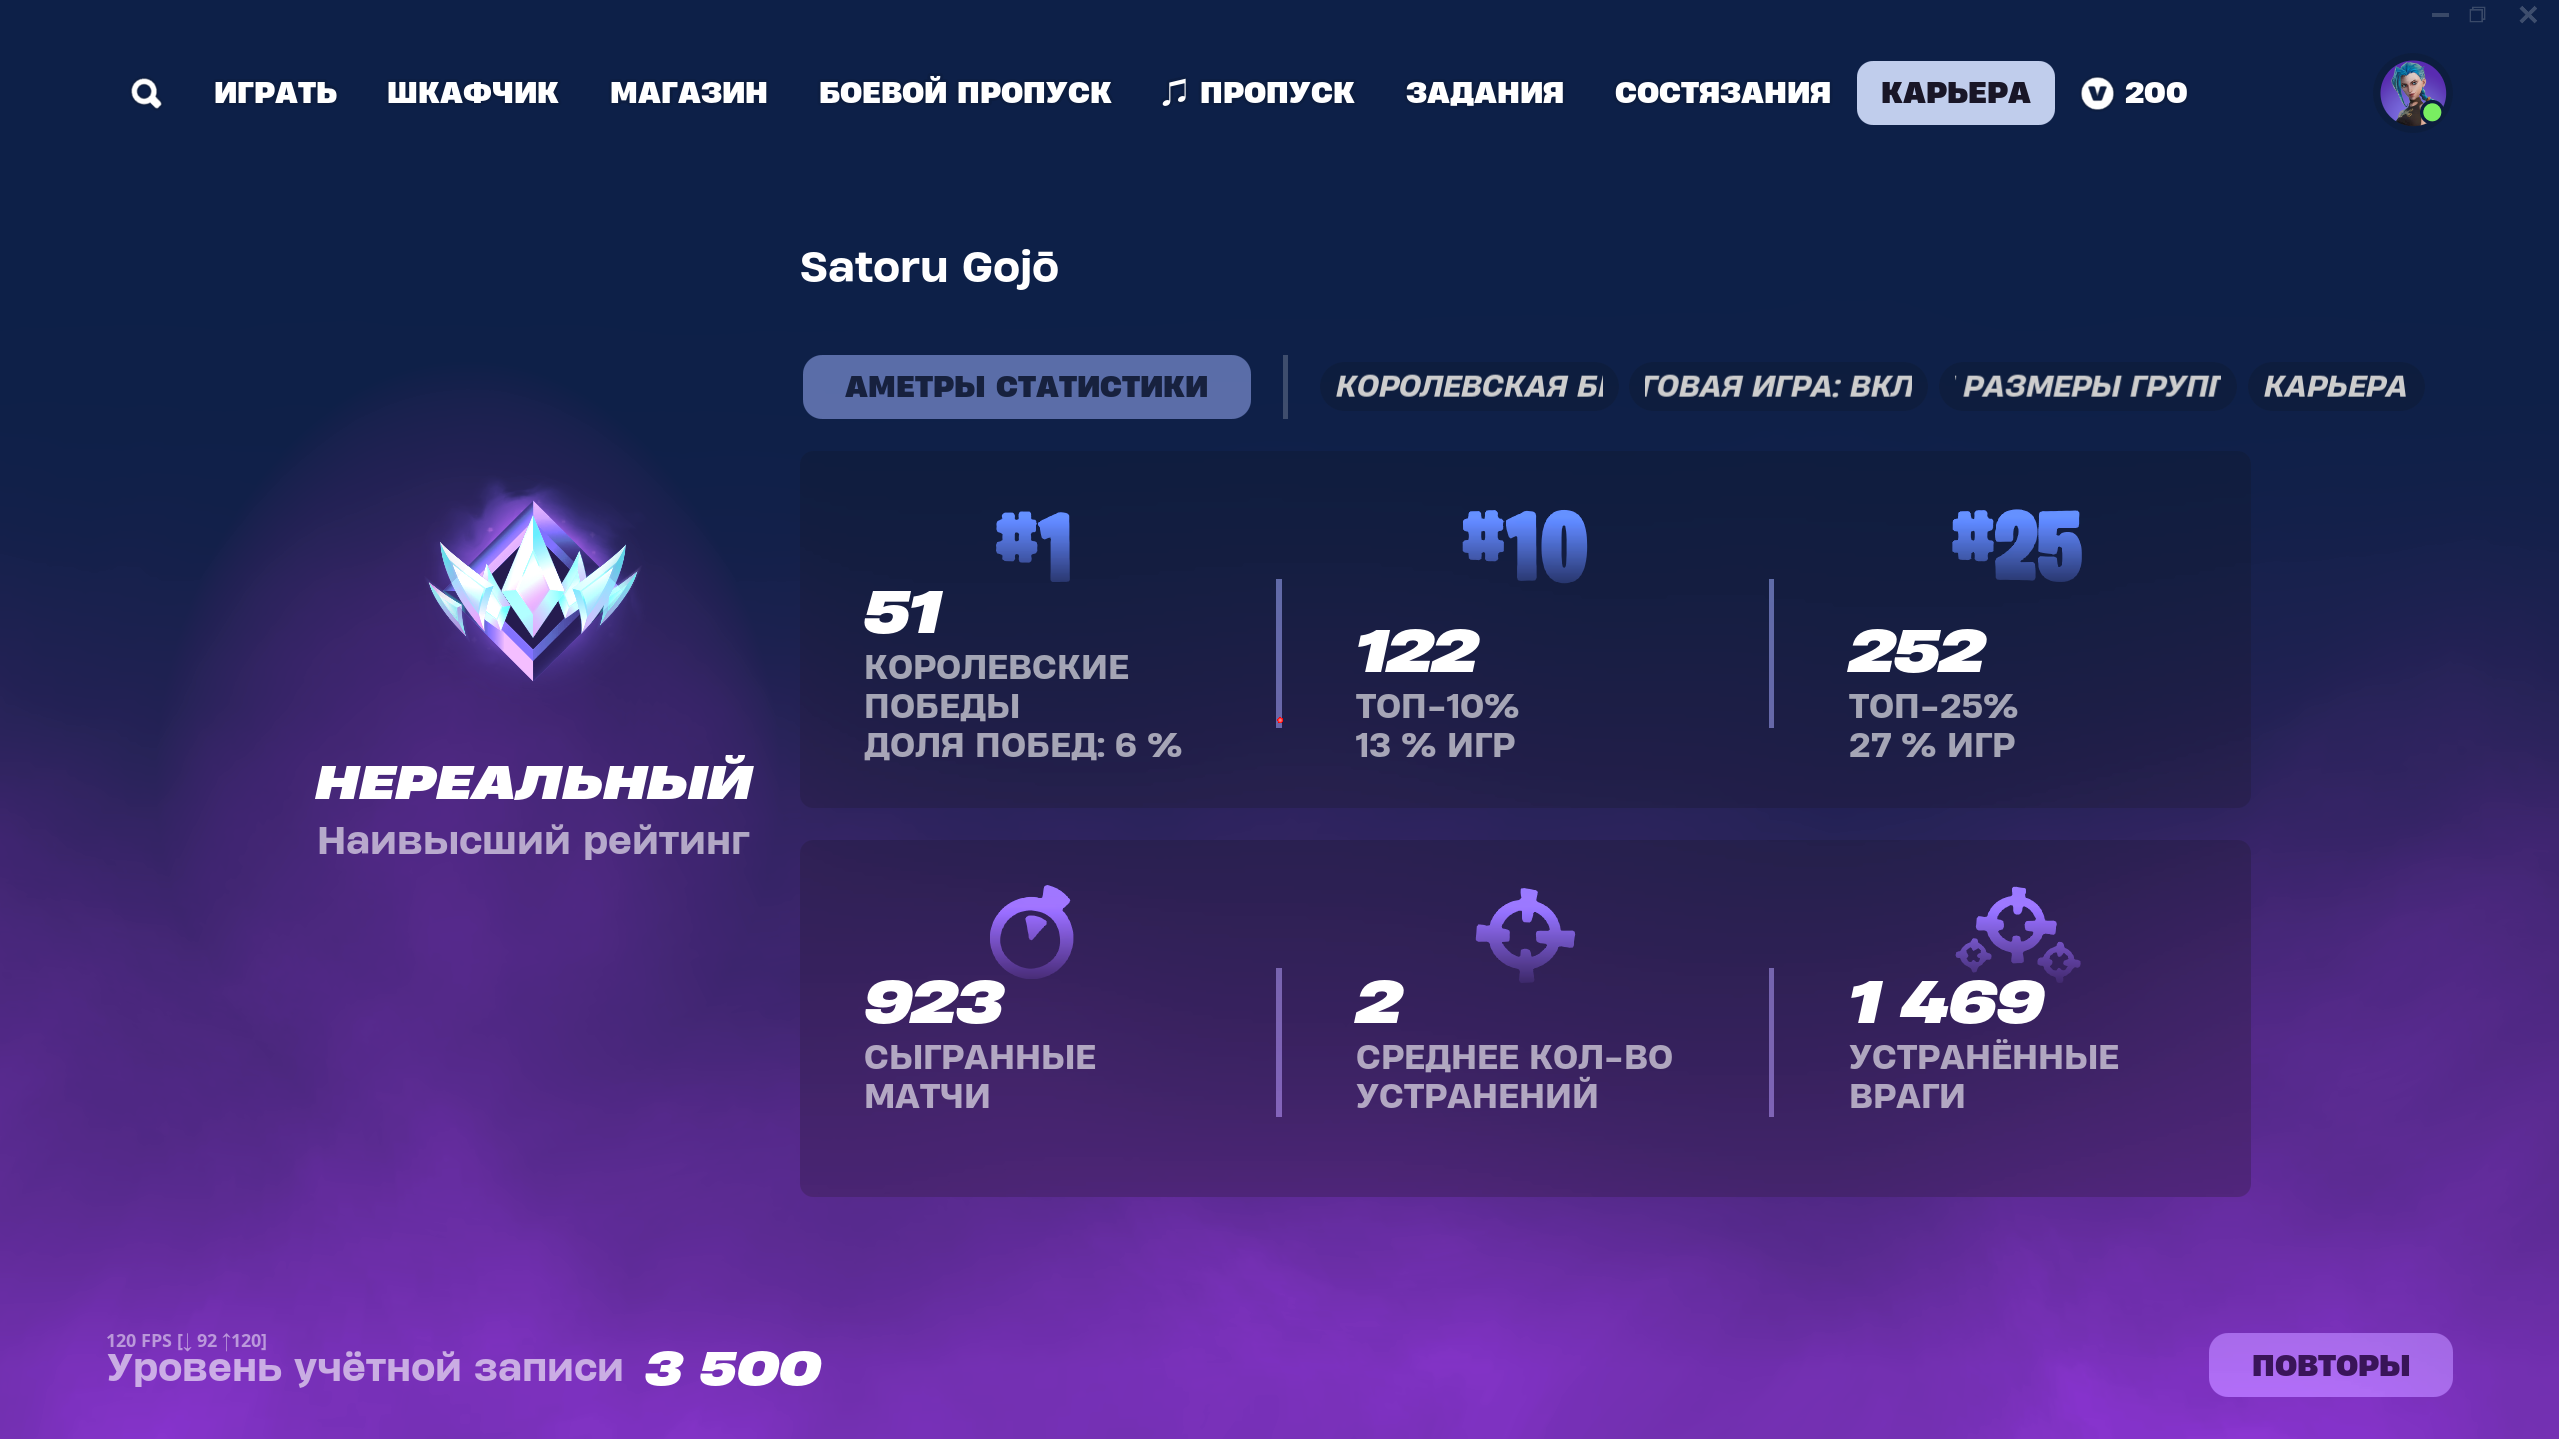 ИГРАТЬ ШКАФЧИК МАГАЗИН БОЕВОЙ ПРОПУСК ПРОПУСК ЗАДАНИЯ СОСТЯЗАНИЯ КАРЬЕРА V 200
Satoru Gojō
АМЕТРЫ СТАТИСТИКИ КОРОЛЕВСКАЯ ТОВАЯ ИГРА: ВКЛ РАЗМЕРЫ ГРУПП КАРЬЕРА
НЕРЕАЛЬНЫЙ
Наивысший рейтинг
#1
51
КОРОЛЕВСКИЕ
ПОБЕДЫ
ДОЛЯ ПОБЕД: 6 %
#10
122
ТОП-10%
13 % ИГР
#25
252
ТОП-25%
27 % ИГР
923
СЫГРАННЫЕ
МАТЧИ
2
СРЕДНЕЕ КОЛ-ВО
УСТРАНЕНИЙ
1 469
УСТРАНЁННЫЕ
ВРАГИ
120 FPS [↓ 92 ↑120]
Уровень учётной записи 3 500
ПОВТОРЫ